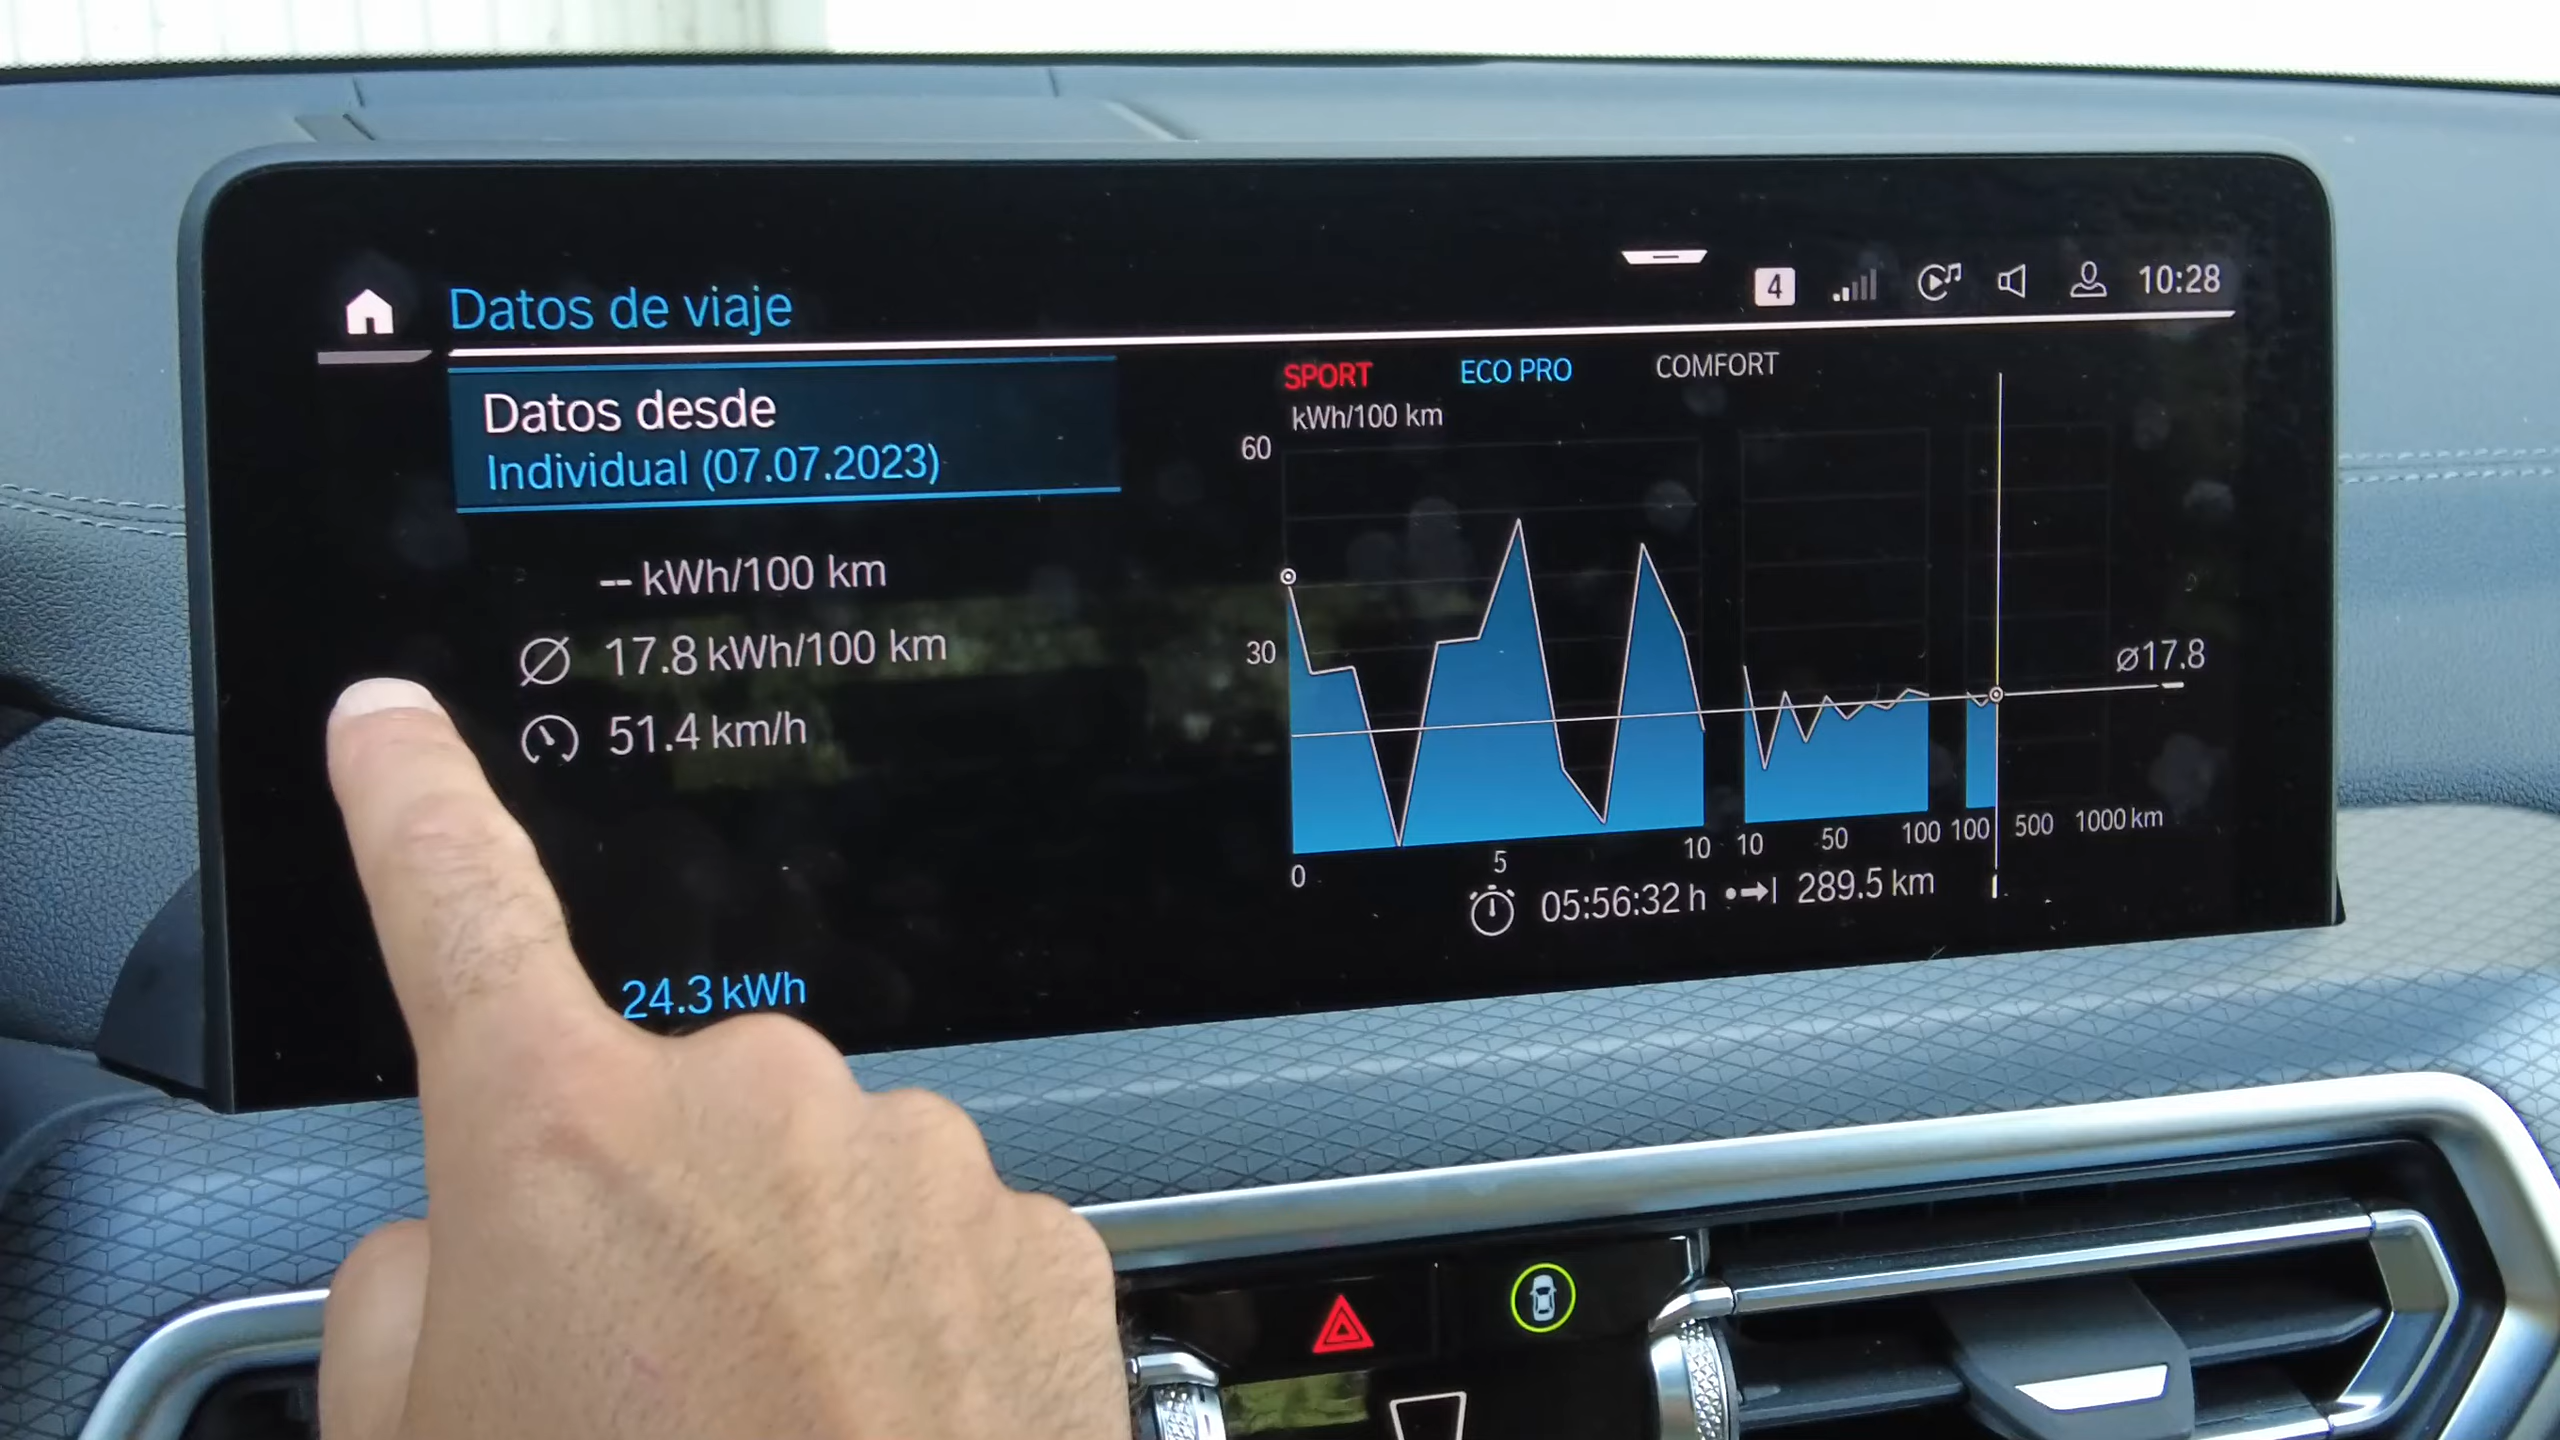 4 10:28
Datos de viaje
Datos desde
Individual (07.07.2023)
-- kWh/100 km
Ø 17.8 kWh/100 km
51.4 km/h
24.3 kWh
SPORT ECO PRO COMFORT
kWh/100 km
60
30
ø17.8
0 5 10 10 50 100 100 500 1000 km
05:56:32 h 289.5 km